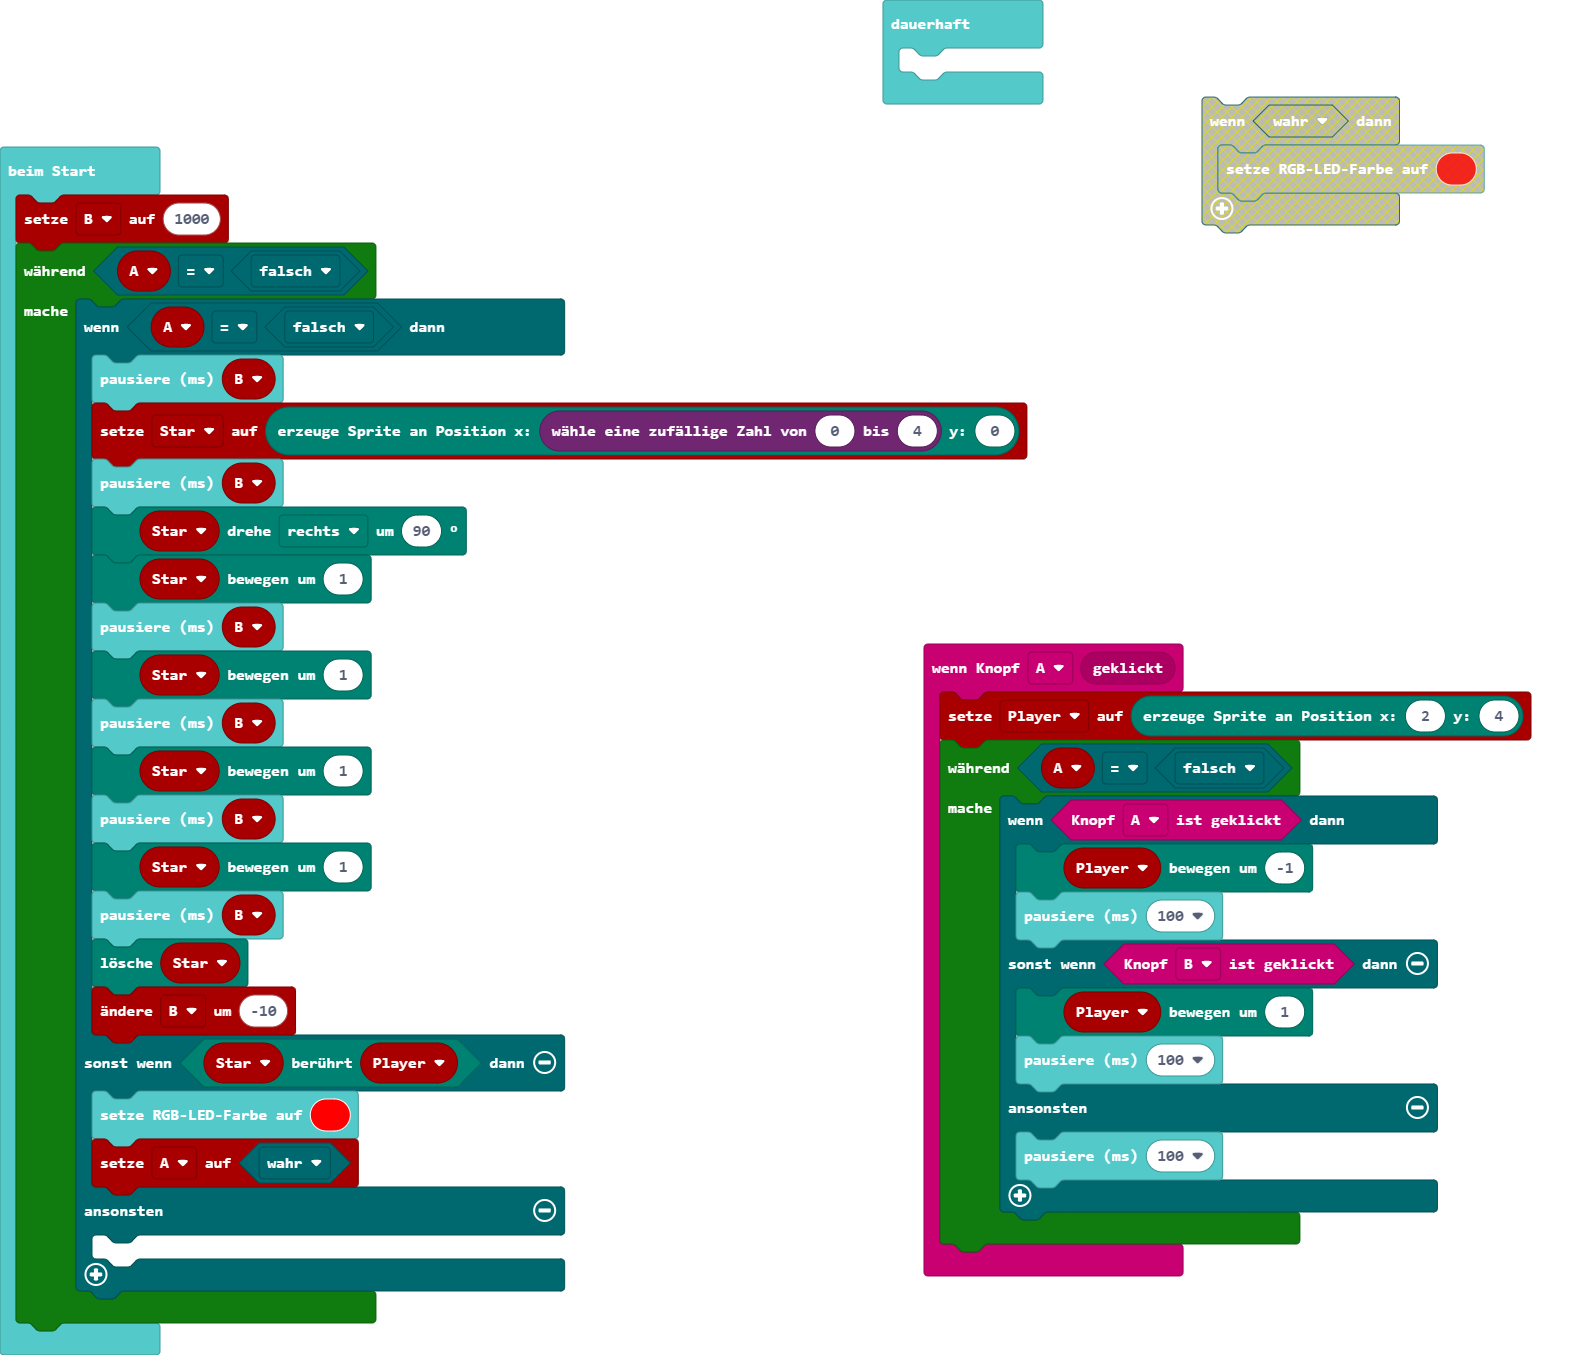 dauerhaft
wenn wahr dann
setze RGB-LED-Farbe auf
beim Start
setze B auf 1000
während A = falsch
mache
wenn A = falsch dann
pausiere (ms) B
setze Star auf erzeuge Sprite an Position x: wähle eine zufällige Zahl von 0 bis 4 y: 0
pausiere (ms) B
Star drehe rechts um 90 °
Star bewegen um 1
pausiere (ms) B
Star bewegen um 1
pausiere (ms) B
Star bewegen um 1
pausiere (ms) B
Star bewegen um 1
pausiere (ms) B
lösche Star
ändere B um -10
sonst wenn Star berührt Player dann
setze RGB-LED-Farbe auf
setze A auf wahr
ansonsten
wenn Knopf A geklickt
setze Player auf erzeuge Sprite an Position x: 2 y: 4
während A = falsch
mache
wenn Knopf A ist geklickt dann
Player bewegen um -1
pausiere (ms) 100
sonst wenn Knopf B ist geklickt dann
Player bewegen um 1
pausiere (ms) 100
ansonsten
pausiere (ms) 100